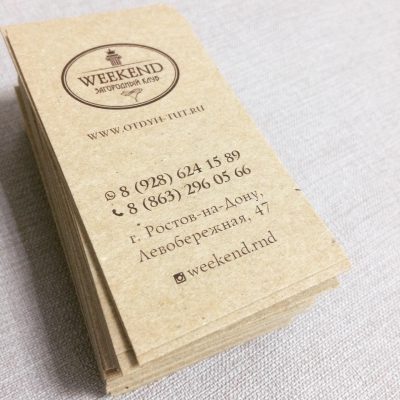 WEEKEND
ЗАГОРОДНЫЙ КЛУБ
WWW.OTDYH-TUT.RU
8 (928) 624 15 89
8 (863) 296 05 66
г. Ростов-на-Дону,
Левобережная, 47
weekend.rnd